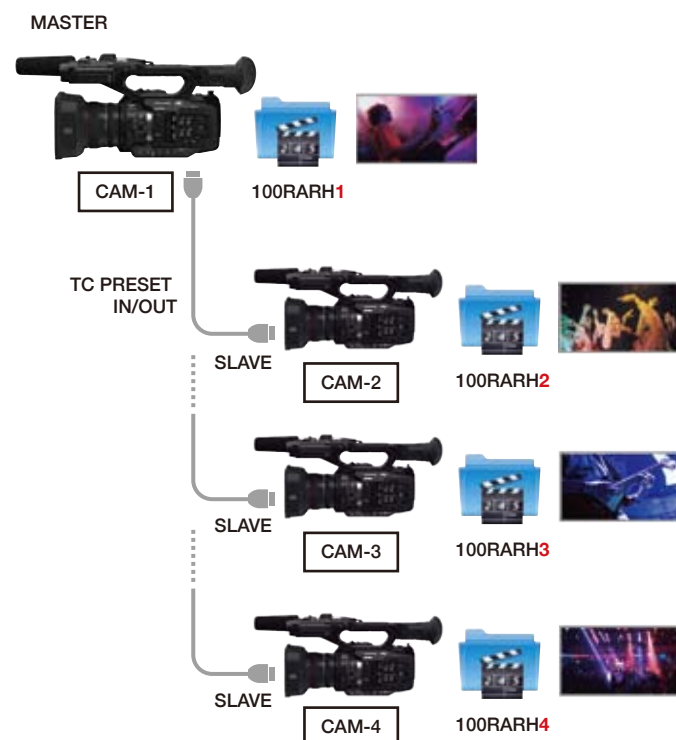 MASTER
CAM-1
100RARH1
TC PRESET
IN/OUT
SLAVE
CAM-2
100RARH2
SLAVE
CAM-3
100RARH3
SLAVE
CAM-4
100RARH4